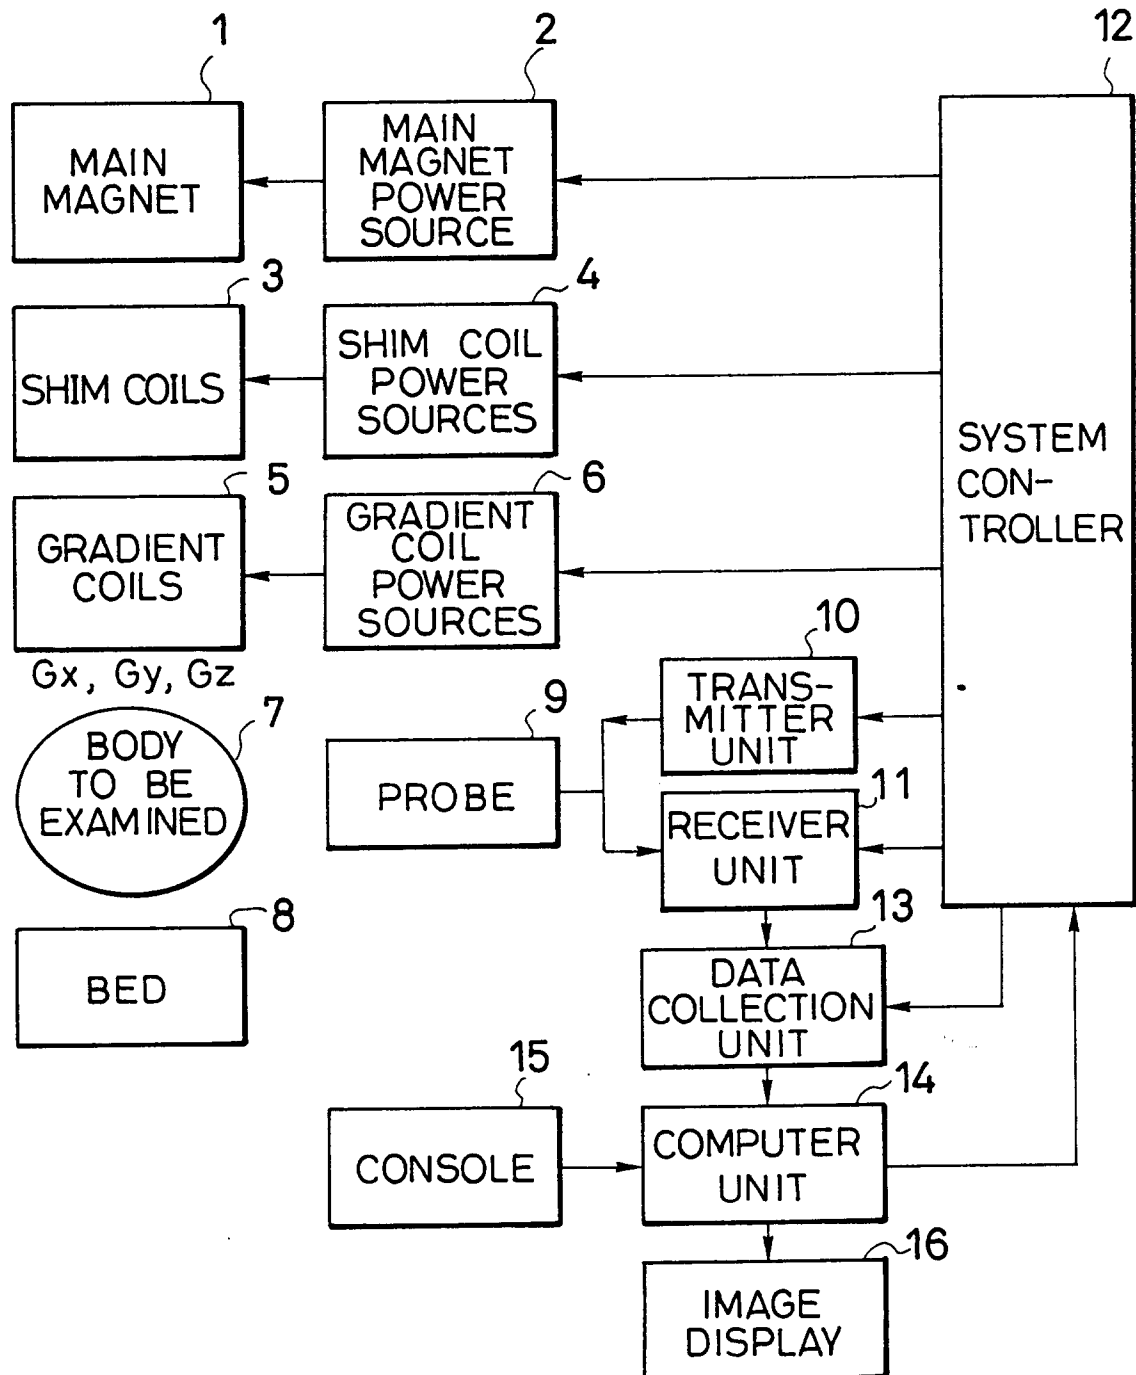 1
2
12
MAIN
MAGNET
MAIN
MAGNET
POWER
SOURCE
3
4
SHIM COILS
SHIM COIL
POWER
SOURCES
SYSTEM
CON-
TROLLER
5
6
GRADIENT
COILS
GRADIENT
COIL
POWER
SOURCES
Gx, Gy, Gz
10
TRANS-
MITTER
UNIT
7
9
BODY
TO BE
EXAMINED
PROBE
11
RECEIVER
UNIT
8
BED
13
DATA
COLLECTION
UNIT
15
14
CONSOLE
COMPUTER
UNIT
16
IMAGE
DISPLAY